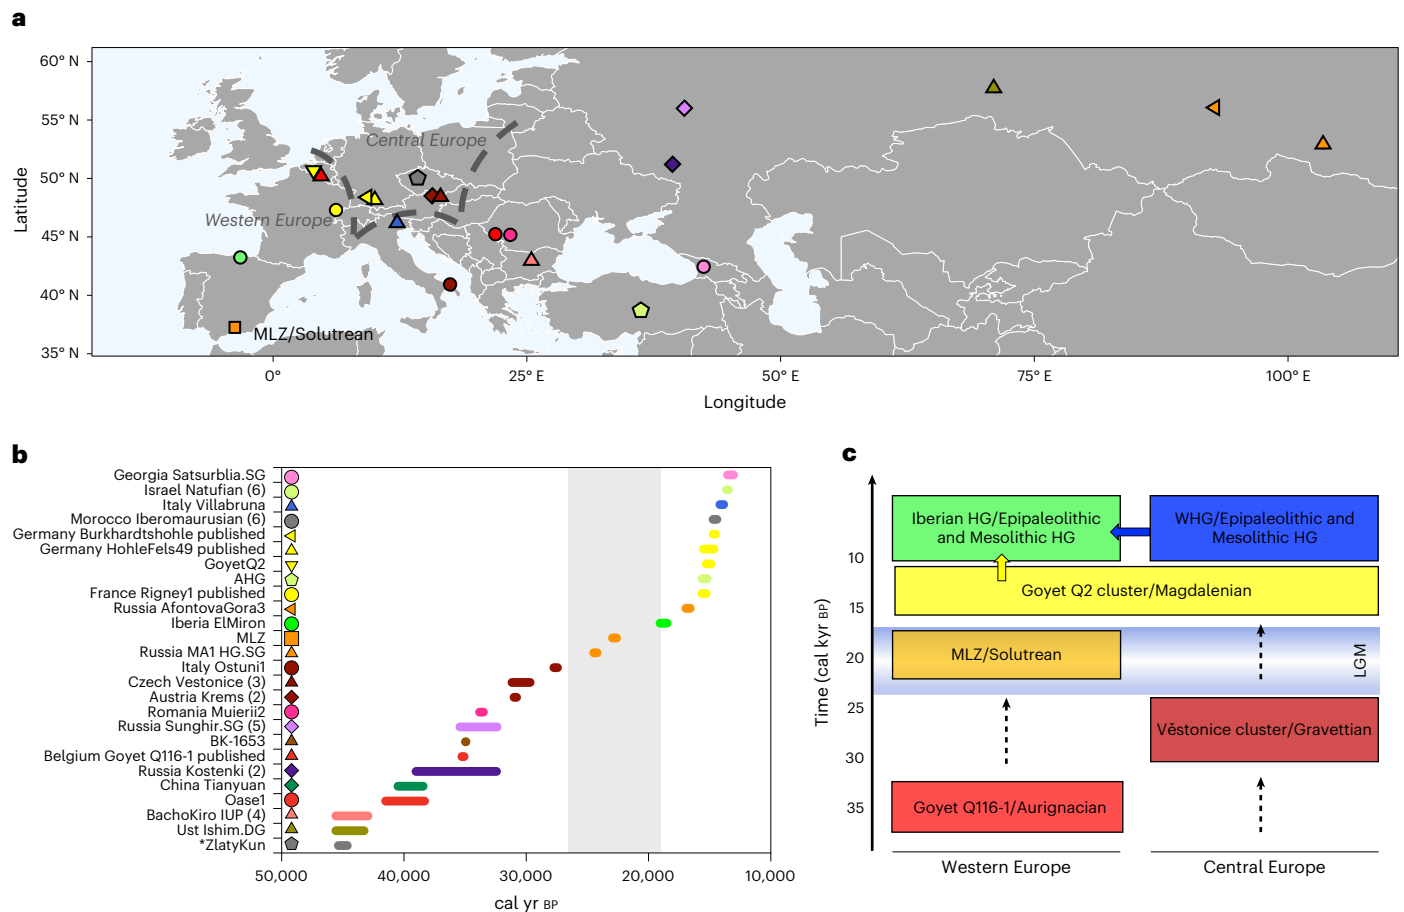 a
60° N
55° N
50° N
45° N
40° N
35° N
Latitude
Central Europe
Western Europe
MLZ/Solutrean
0°
25° E
50° E
75° E
100° E
Longitude
b
Georgia Satsurblia.SG
Israel Natufian (6)
Italy Villabruna
Morocco Iberomaurusian (6)
Germany Burkhardtshohle published
Germany HohleFels49 published
GoyetQ2
AHG
France Rigney1 published
Russia AfontovaGora3
Iberia ElMiron
MLZ
Russia MA1 HG.SG
Italy Ostuni1
Czech Vestonice (3)
Austria Krems (2)
Romania Muierii2
Russia Sunghir.SG (5)
BK-1653
Belgium Goyet Q116-1 published
Russia Kostenki (2)
China Tianyuan
Oase1
BachoKiro IUP (4)
Ust Ishim.DG
*ZlatyKun
50,000
40,000
30,000
20,000
10,000
cal yr BP
c
Iberian HG/Epipaleolithic
and Mesolithic HG
WHG/Epipaleolithic and
Mesolithic HG
Goyet Q2 cluster/Magdalenian
MLZ/Solutrean
LGM
Věstonice cluster/Gravettian
Goyet Q116-1/Aurignacian
10
15
20
25
30
35
Time (cal kyr BP)
Western Europe
Central Europe